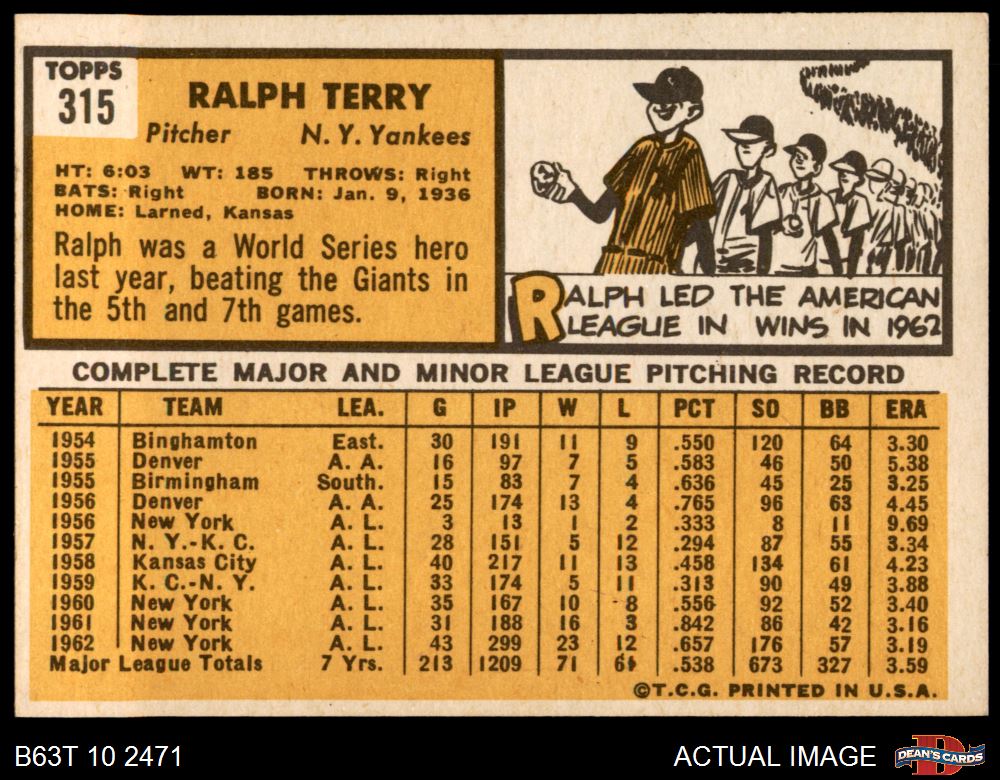 TOPPS
315
RALPH TERRY
Pitcher N. Y. Yankees
HT: 6:03 WT: 185 THROWS: Right
BATS: Right BORN: Jan. 9, 1936
HOME: Larned, Kansas
Ralph was a World Series hero
last year, beating the Giants in
the 5th and 7th games.
RALPH LED THE AMERICAN
LEAGUE IN WINS IN 1962
COMPLETE MAJOR AND MINOR LEAGUE PITCHING RECORD
YEAR TEAM LEA. G IP W L PCT SO BB ERA
1954 Binghamton East. 30 191 11 9 .550 120 64 3.30
1955 Denver A. A. 16 97 7 5 .583 46 50 5.38
1955 Birmingham South. 15 83 7 4 .636 45 25 3.25
1956 Denver A. A. 25 174 13 4 .765 96 63 4.45
1956 New York A. L. 3 13 1 2 .333 8 11 9.69
1957 N. Y.-K. C. A. L. 28 151 5 12 .294 87 55 3.34
1958 Kansas City A. L. 40 217 11 13 .458 134 61 4.23
1959 K. C.-N. Y. A. L. 33 174 5 11 .313 90 49 3.88
1960 New York A. L. 35 167 10 8 .556 92 52 3.40
1961 New York A. L. 31 188 16 3 .842 86 42 3.16
1962 New York A. L. 43 299 23 12 .657 176 57 3.19
Major League Totals 7 Yrs. 213 1209 71 61 .538 673 327 3.59
©T.C.G. PRINTED IN U.S.A.
B63T 10 2471
ACTUAL IMAGE
DEAN'S CARDS